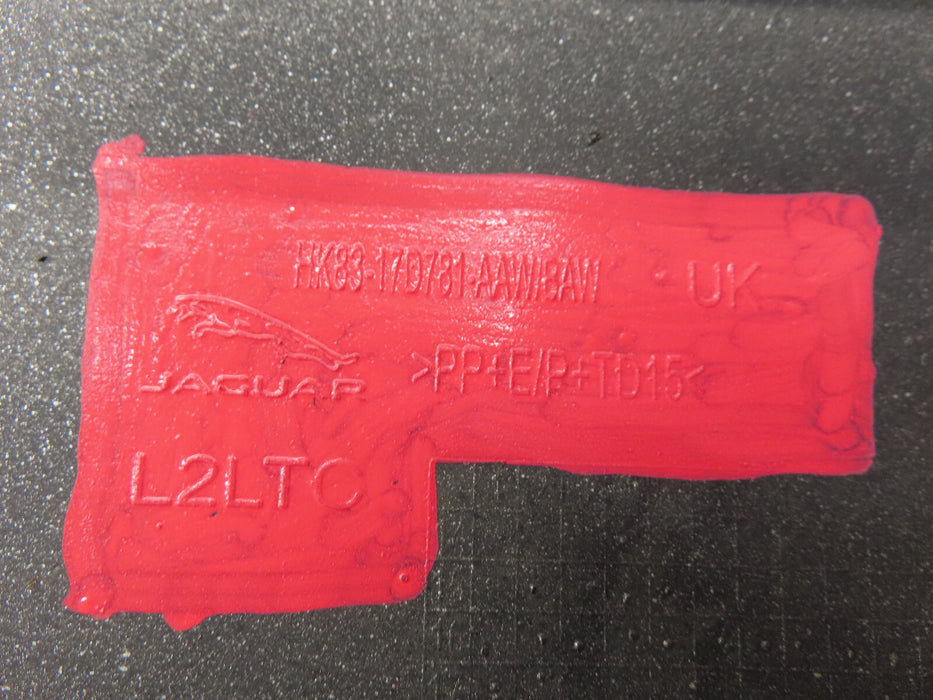 HK83-17D781-AAW/BAW UK
JAGUAR >PP+E/P+TD15<
L2LTC